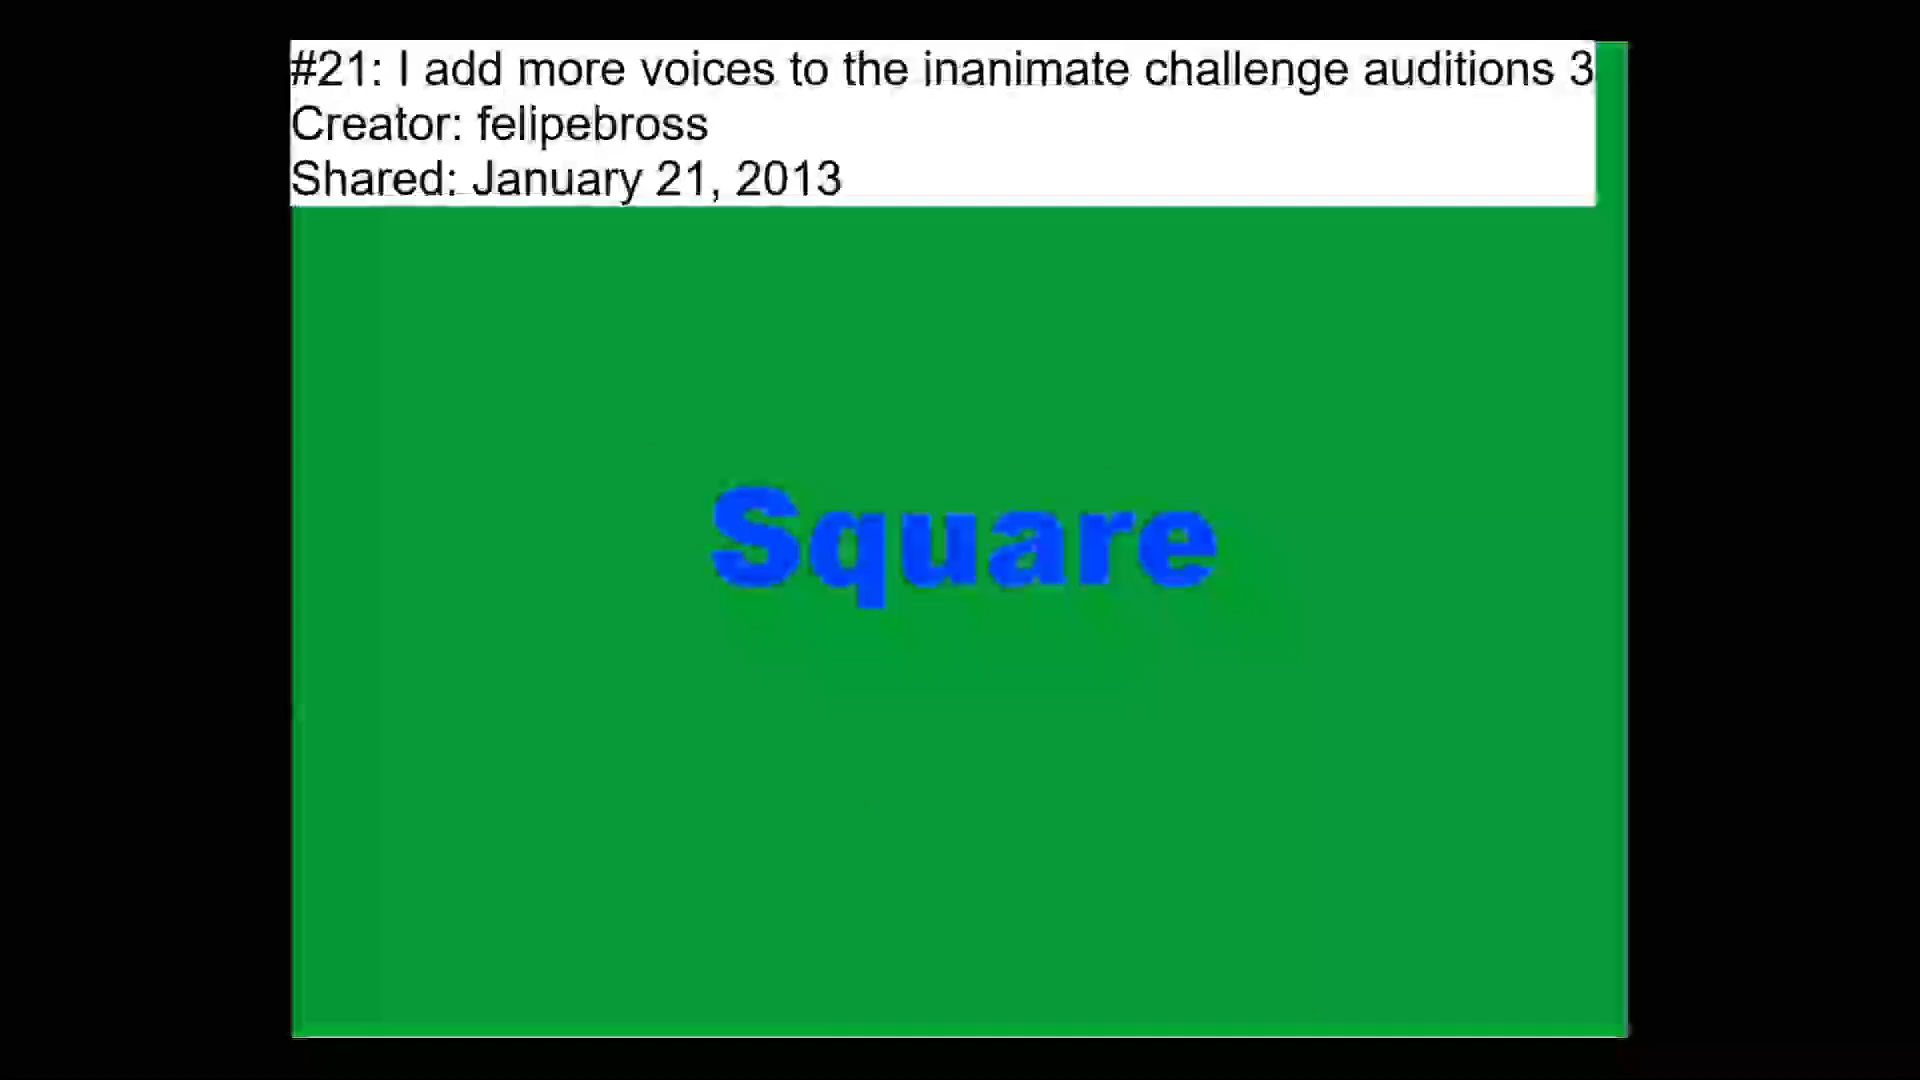 #21: I add more voices to the inanimate challenge auditions 3
Creator: felipebross
Shared: January 21, 2013
Square